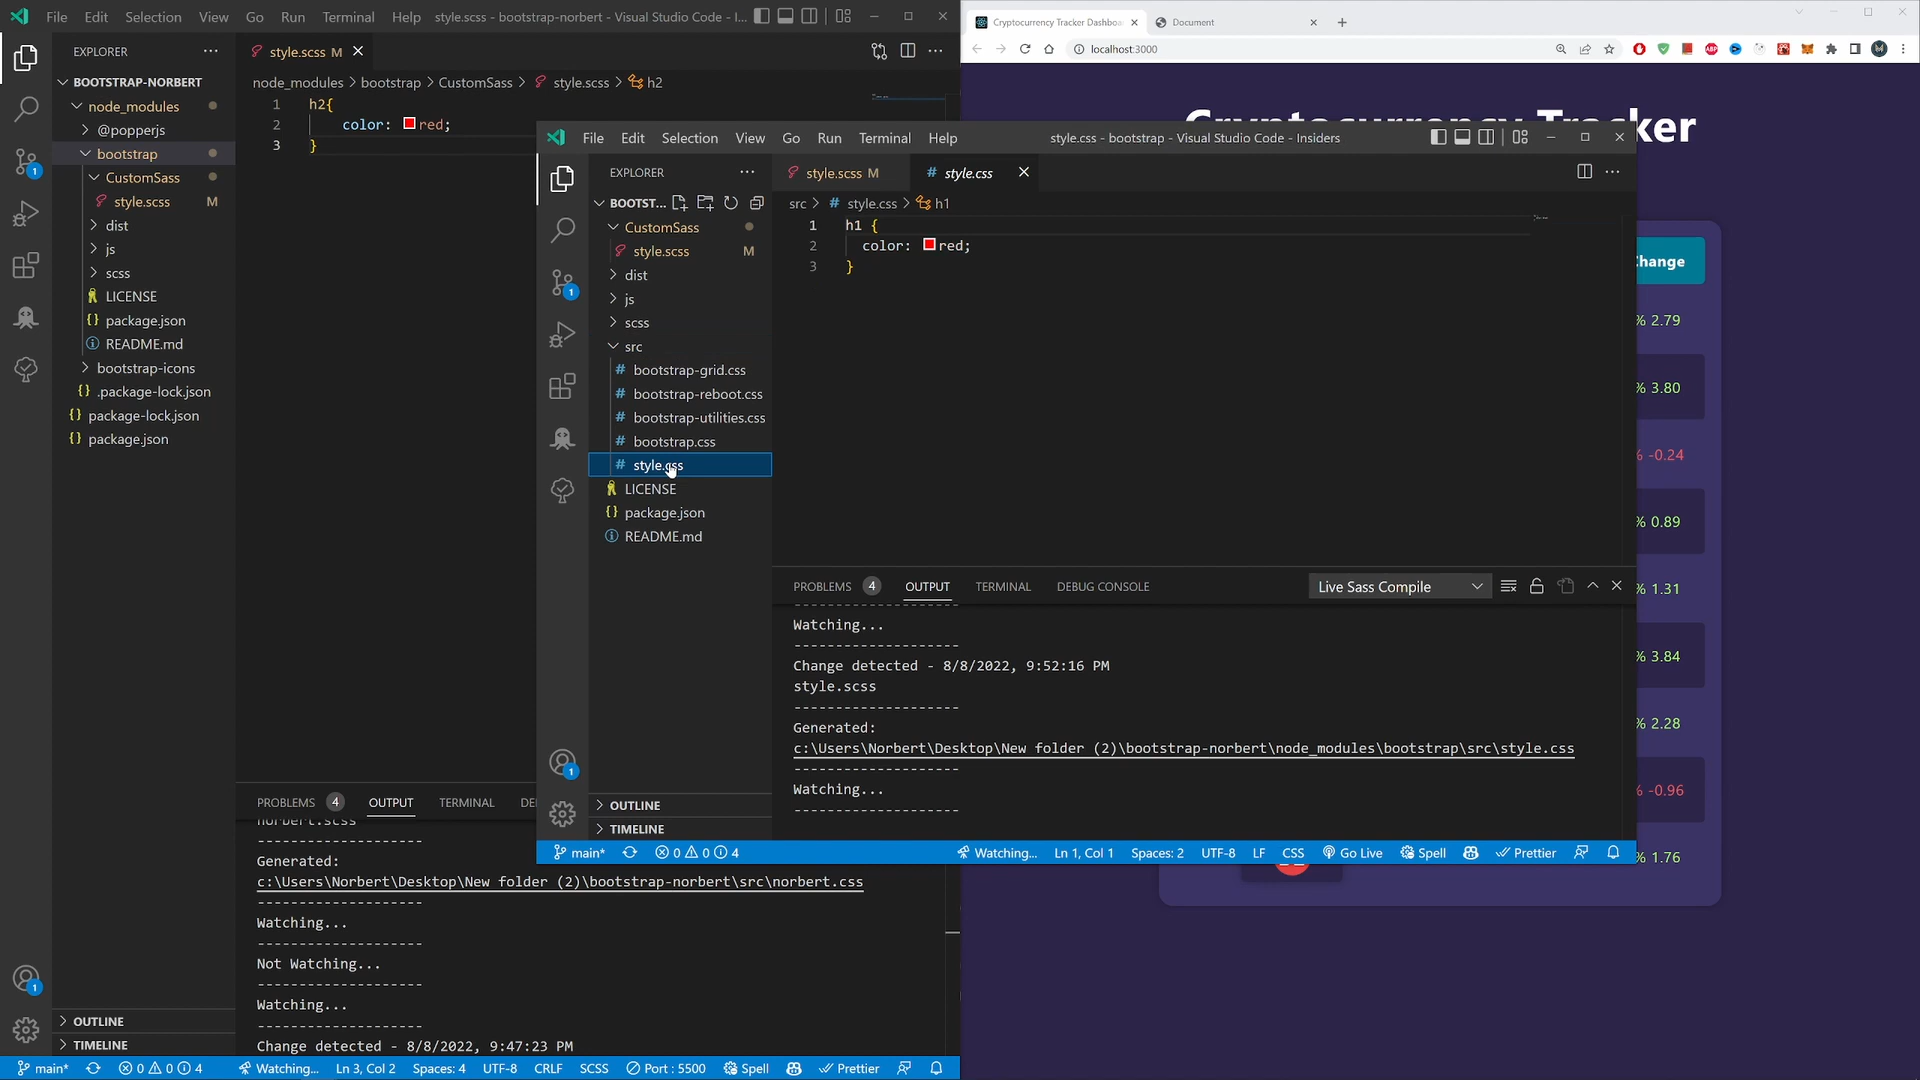 File Edit Selection View Go Run Terminal Help style.scss - bootstrap-norbert - Visual Studio Code - I...
EXPLORER
BOOTSTRAP-NORBERT
node_modules
@popperjs
bootstrap
CustomSass
style.scss M
dist
js
scss
LICENSE
package.json
README.md
bootstrap-icons
.package-lock.json
package-lock.json
package.json
OUTLINE
TIMELINE
style.scss M
node_modules > bootstrap > CustomSass > style.scss > h2
1 h2{
2 color: red;
3 }
PROBLEMS 4 OUTPUT TERMINAL DE
norbert.scss
--------------------
Generated:
c:\Users\Norbert\Desktop\New folder (2)\bootstrap-norbert\src\norbert.css
--------------------
Watching...
--------------------
Not Watching...
--------------------
Watching...
--------------------
Change detected - 8/8/2022, 9:47:23 PM
main* 0 0 4 Watching... Ln 3, Col 2 Spaces: 4 UTF-8 CRLF SCSS Port : 5500 Spell Prettier
File Edit Selection View Go Run Terminal Help style.css - bootstrap - Visual Studio Code - Insiders
EXPLORER
BOOTST...
CustomSass
style.scss M
dist
js
scss
src
bootstrap-grid.css
bootstrap-reboot.css
bootstrap-utilities.css
bootstrap.css
style.css
LICENSE
package.json
README.md
OUTLINE
TIMELINE
style.scss M style.css
src > style.css > h1
1 h1 {
2 color: red;
3 }
PROBLEMS 4 OUTPUT TERMINAL DEBUG CONSOLE Live Sass Compile
--------------------
Watching...
--------------------
Change detected - 8/8/2022, 9:52:16 PM
style.scss
--------------------
Generated:
c:\Users\Norbert\Desktop\New folder (2)\bootstrap-norbert\node_modules\bootstrap\src\style.css
--------------------
Watching...
--------------------
main* 0 0 4 Watching... Ln 1, Col 1 Spaces: 2 UTF-8 LF CSS Go Live Spell Prettier
Cryptocurrency Tracker Dashboa Document
localhost:3000
Cryptocurrency Tracker
Change
% 2.79
% 3.80
% -0.24
% 0.89
% 1.31
% 3.84
% 2.28
% -0.96
% 1.76